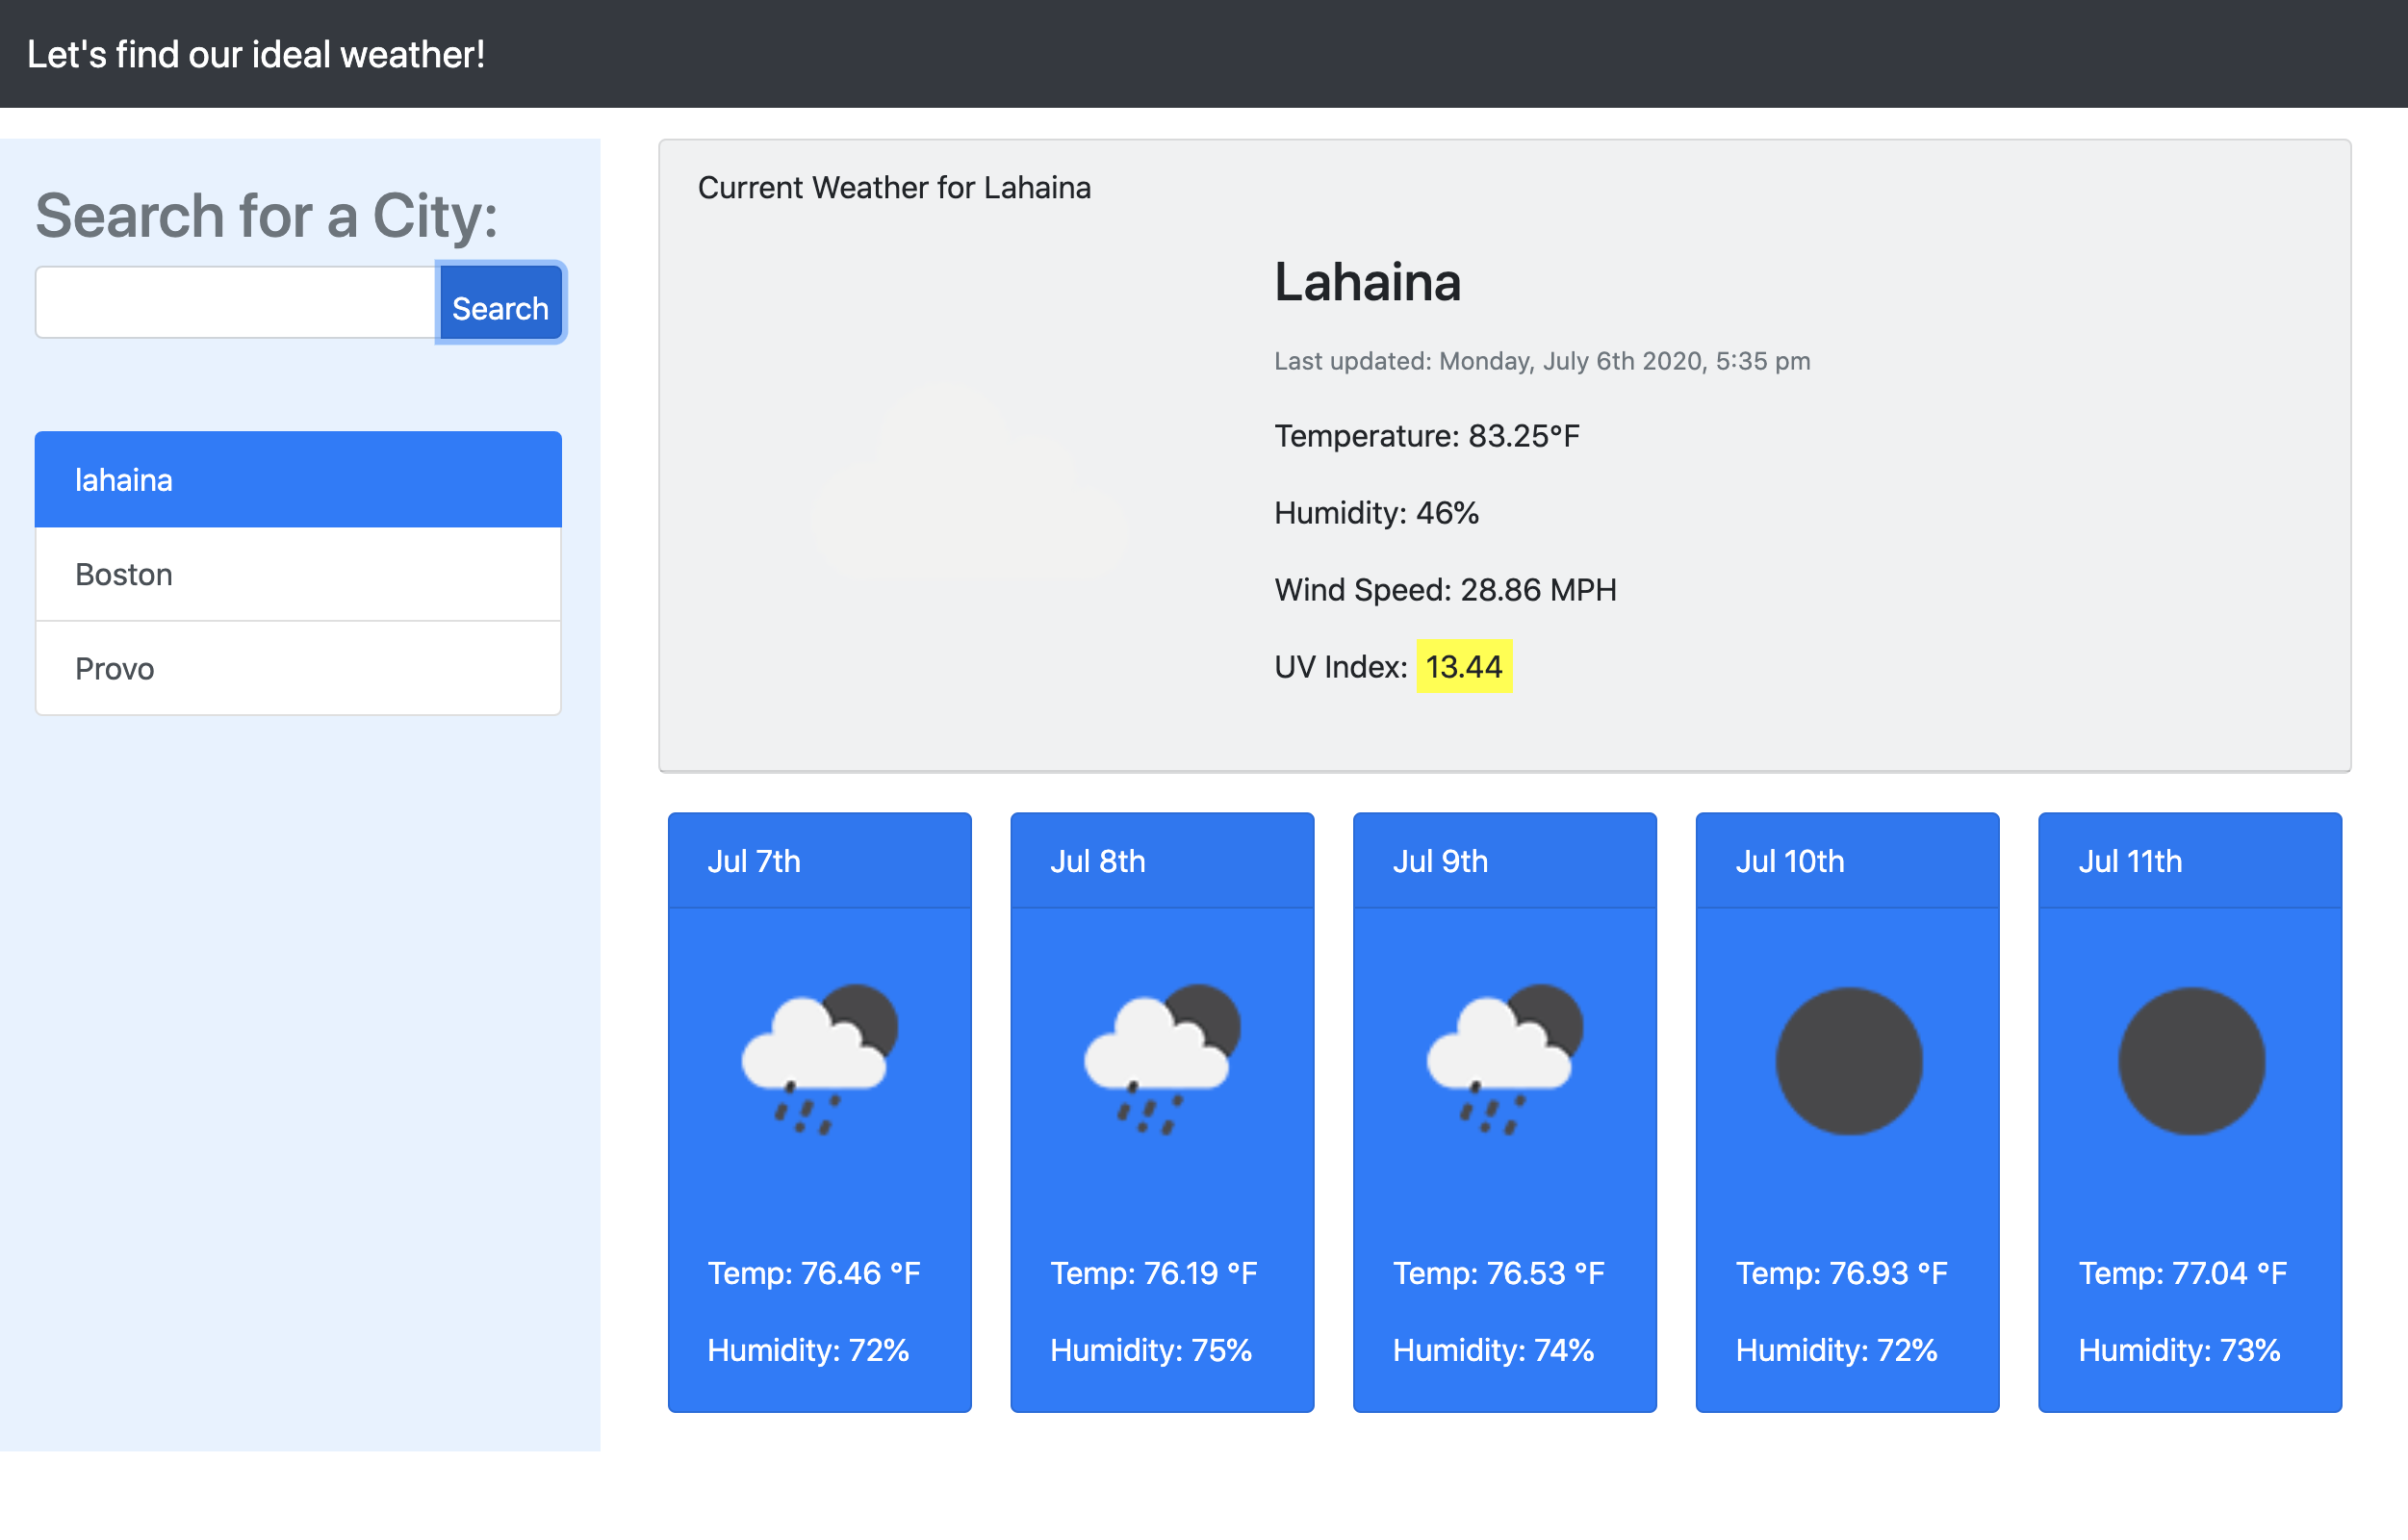 Let's find our ideal weather!
Search for a City:
Search
lahaina
Boston
Provo
Current Weather for Lahaina
Lahaina
Last updated: Monday, July 6th 2020, 5:35 pm
Temperature: 83.25°F
Humidity: 46%
Wind Speed: 28.86 MPH
UV Index: 13.44
Jul 7th
Temp: 76.46 °F
Humidity: 72%
Jul 8th
Temp: 76.19 °F
Humidity: 75%
Jul 9th
Temp: 76.53 °F
Humidity: 74%
Jul 10th
Temp: 76.93 °F
Humidity: 72%
Jul 11th
Temp: 77.04 °F
Humidity: 73%